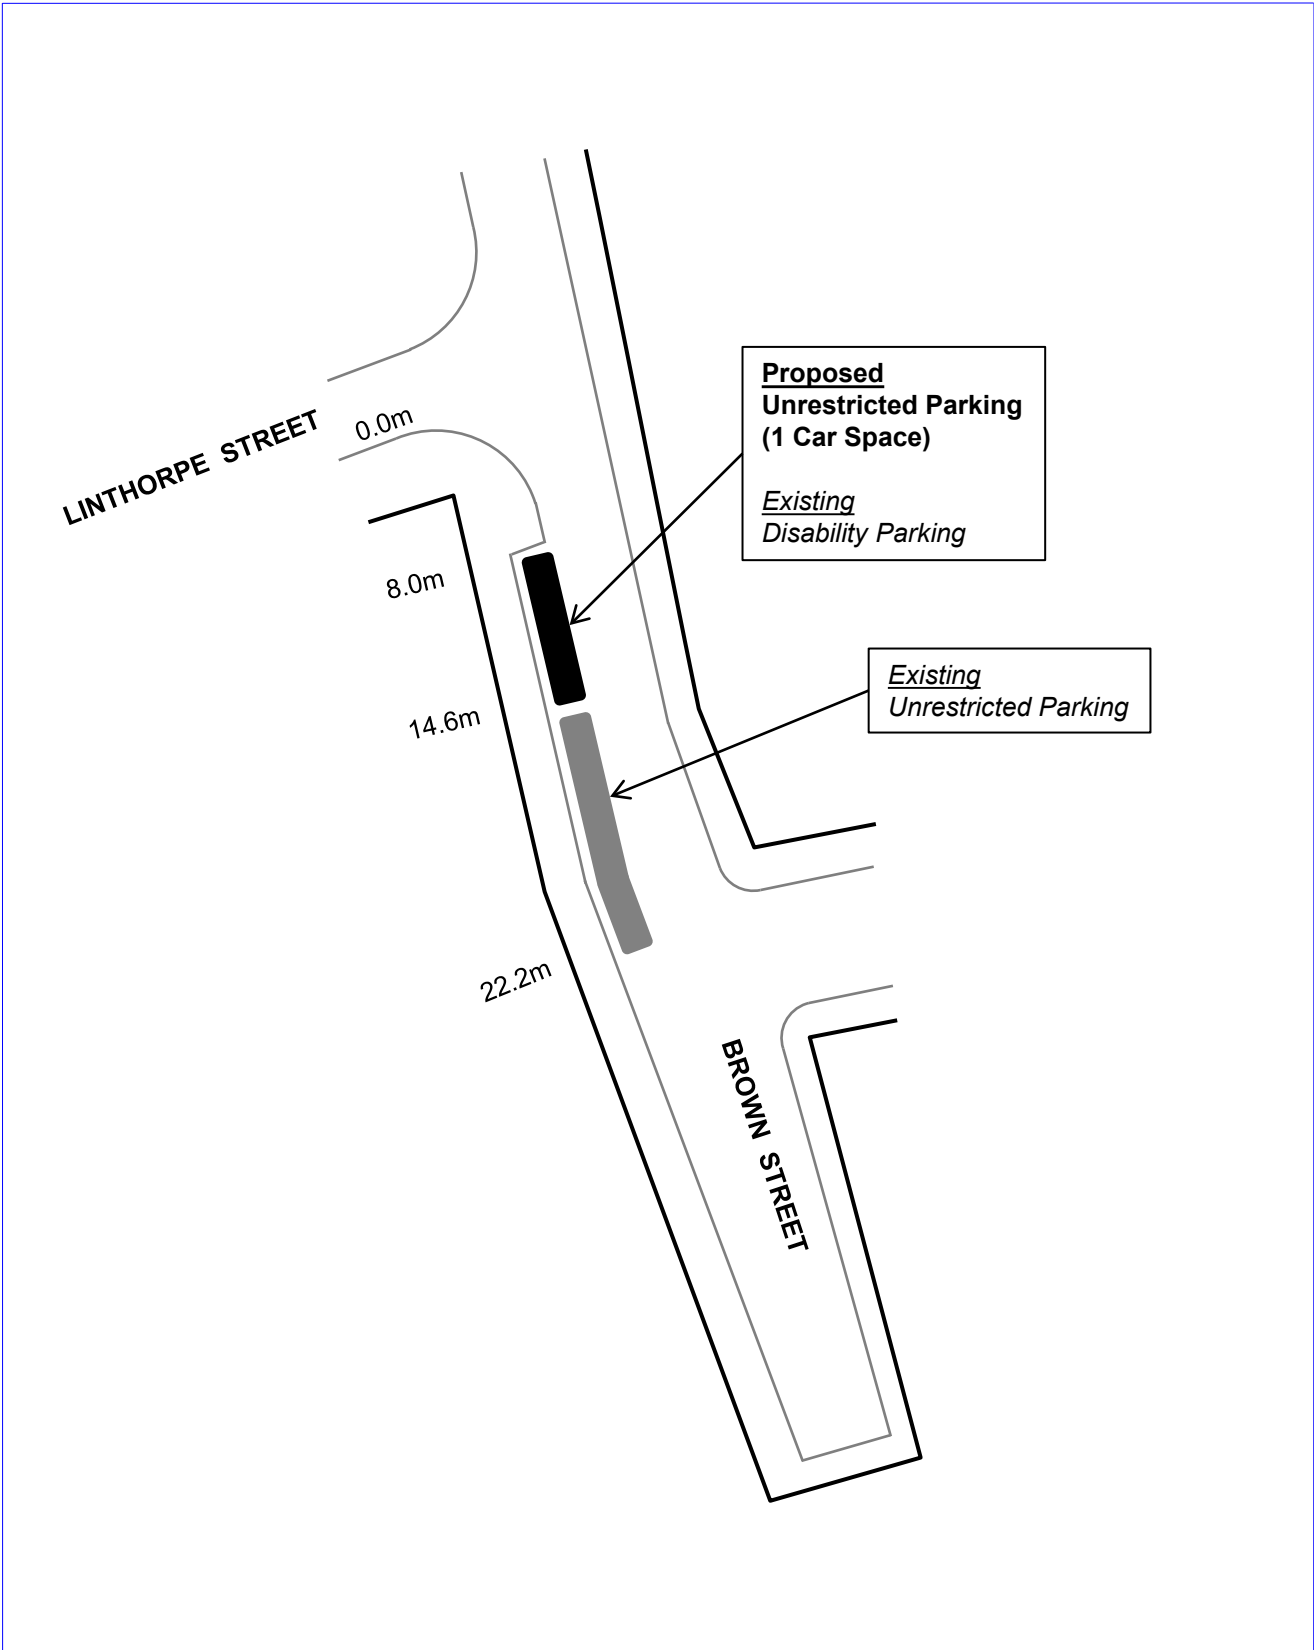 Proposed
Unrestricted Parking
(1 Car Space)
Existing
Disability Parking
LINTHORPE STREET
0.0m
8.0m
14.6m
Existing
Unrestricted Parking
22.2m
BROWN STREET